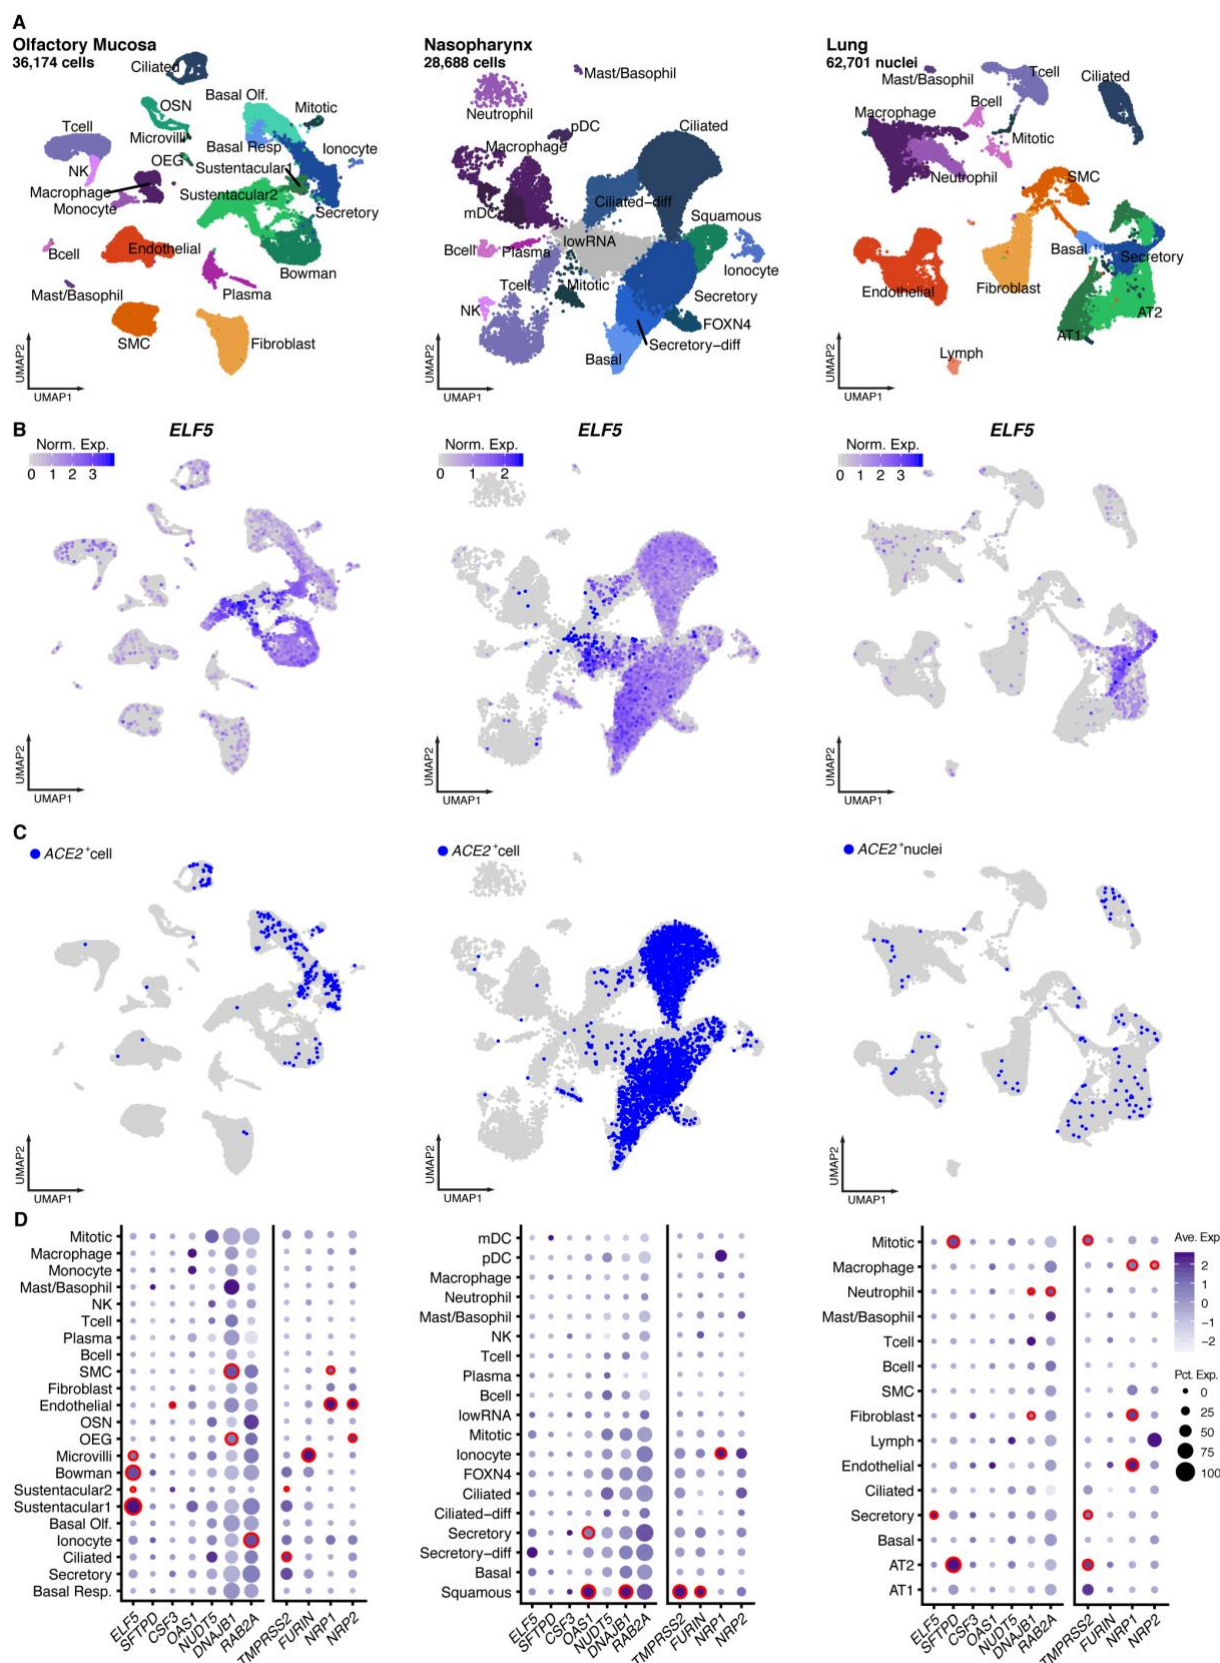 A
Olfactory Mucosa
36,174 cells
Ciliated
OSN
Basal Olf.
Mitotic
Tcell
Microvilli
Basal Resp
Ionocyte
OEG
Sustentacular1
NK
Macrophage
Monocyte
Sustentacular2
Secretory
Bcell
Endothelial
Bowman
Mast/Basophil
Plasma
SMC
Fibroblast
UMAP2
UMAP1
Nasopharynx
28,688 cells
Mast/Basophil
Neutrophil
pDC
Ciliated
Macrophage
mDC
Ciliated-diff
Squamous
Bcell
Plasma
lowRNA
Ionocyte
Tcell
Mitotic
Secretory
NK
FOXN4
Secretory-diff
Basal
UMAP2
UMAP1
Lung
62,701 nuclei
Mast/Basophil
Tcell
Ciliated
Bcell
Macrophage
Mitotic
Neutrophil
SMC
Basal
Secretory
Endothelial
Fibroblast
AT2
AT1
Lymph
UMAP2
UMAP1
B
ELF5
Norm. Exp.
0 1 2 3
UMAP2
UMAP1
ELF5
Norm. Exp.
0 1 2
UMAP2
UMAP1
ELF5
Norm. Exp.
0 1 2 3
UMAP2
UMAP1
C
ACE2+cell
UMAP2
UMAP1
ACE2+cell
UMAP2
UMAP1
ACE2+nuclei
UMAP2
UMAP1
D
Mitotic
Macrophage
Monocyte
Mast/Basophil
NK
Tcell
Plasma
Bcell
SMC
Fibroblast
Endothelial
OSN
OEG
Microvilli
Bowman
Sustentacular2
Sustentacular1
Basal Olf.
Ionocyte
Ciliated
Secretory
Basal Resp.
ELF5
SFTPD
CSF3
OAS1
NUDT5
DNAJB1
RAB2A
TMPRSS2
FURIN
NRP1
NRP2
mDC
pDC
Macrophage
Neutrophil
Mast/Basophil
NK
Tcell
Plasma
Bcell
lowRNA
Mitotic
Ionocyte
FOXN4
Ciliated
Ciliated-diff
Secretory
Secretory-diff
Basal
Squamous
ELF5
SFTPD
CSF3
OAS1
NUDT5
DNAJB1
RAB2A
TMPRSS2
FURIN
NRP1
NRP2
Mitotic
Macrophage
Neutrophil
Mast/Basophil
Tcell
Bcell
SMC
Fibroblast
Lymph
Endothelial
Ciliated
Secretory
Basal
AT2
AT1
ELF5
SFTPD
CSF3
OAS1
NUDT5
DNAJB1
RAB2A
TMPRSS2
FURIN
NRP1
NRP2
Ave. Exp
2
1
0
-1
-2
Pct. Exp.
0
25
50
75
100